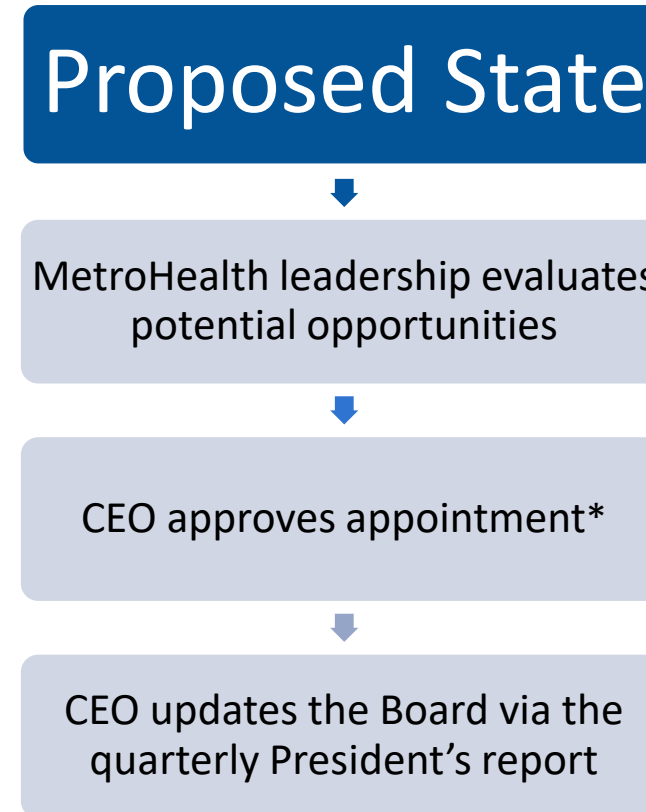 Proposed State
MetroHealth leadership evaluates
potential opportunities
CEO approves appointment*
CEO updates the Board via the
quarterly President’s report